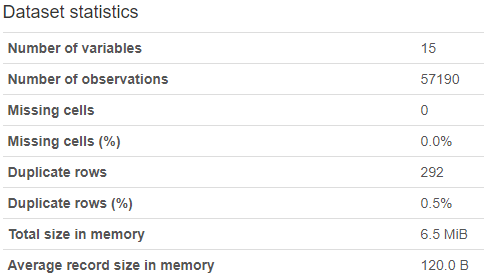 Dataset statistics
Number of variables 15
Number of observations 57190
Missing cells 0
Missing cells (%) 0.0%
Duplicate rows 292
Duplicate rows (%) 0.5%
Total size in memory 6.5 MiB
Average record size in memory 120.0 B